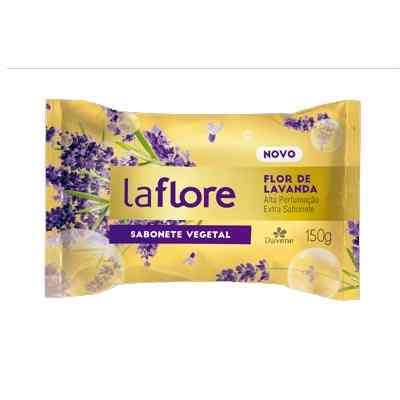 NOVO
laflore
FLOR DE
LAVANDA
Alta Perfumação
Extra Sabonete
SABONETE VEGETAL
Davene
150g